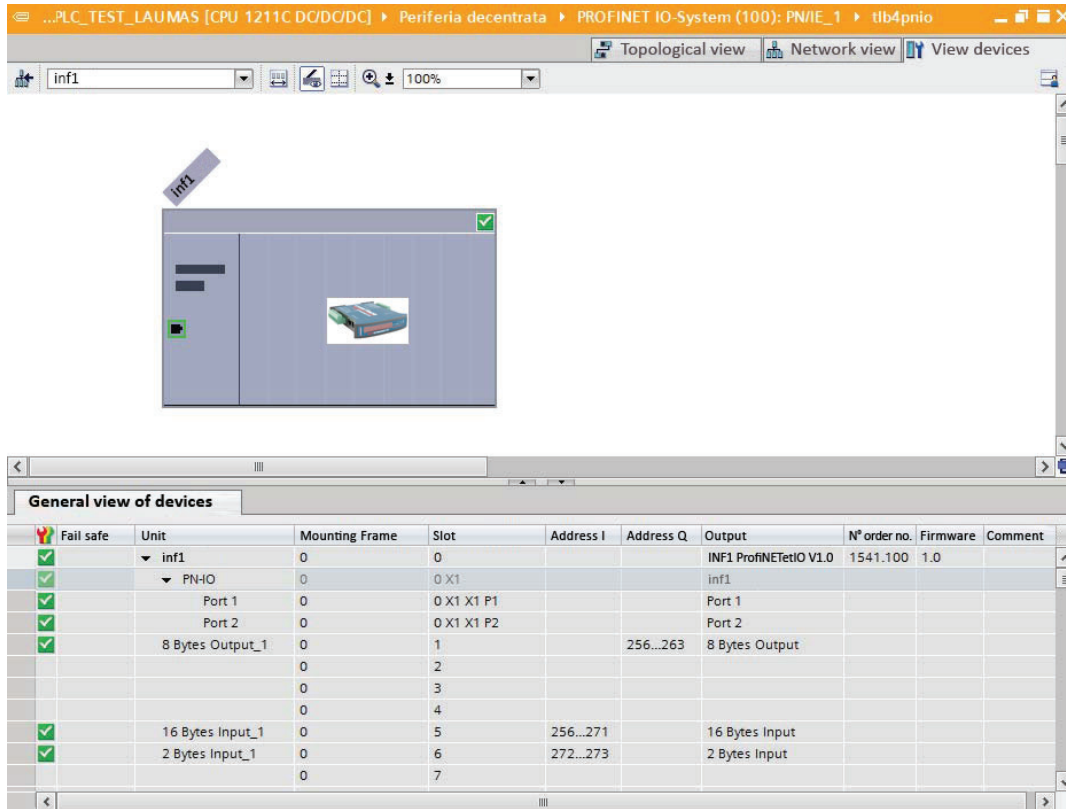 ...PLC_TEST_LAUMAS [CPU 1211C DC/DC/DC] ▸ Periferia decentrata ▸ PROFINET IO-System (100): PN/IE_1 ▸ tlb4pnio
Topological view Network view View devices
inf1 100%
inf1
General view of devices
Fail safe Unit Mounting Frame Slot Address I Address Q Output N° order no. Firmware Comment
inf1 0 0 INF1 ProfiNETetIO V1.0 1541.100 1.0
PN-IO 0 0 X1 inf1
Port 1 0 0 X1 X1 P1 Port 1
Port 2 0 0 X1 X1 P2 Port 2
8 Bytes Output_1 0 1 256...263 8 Bytes Output
0 2
0 3
0 4
16 Bytes Input_1 0 5 256...271 16 Bytes Input
2 Bytes Input_1 0 6 272...273 2 Bytes Input
0 7